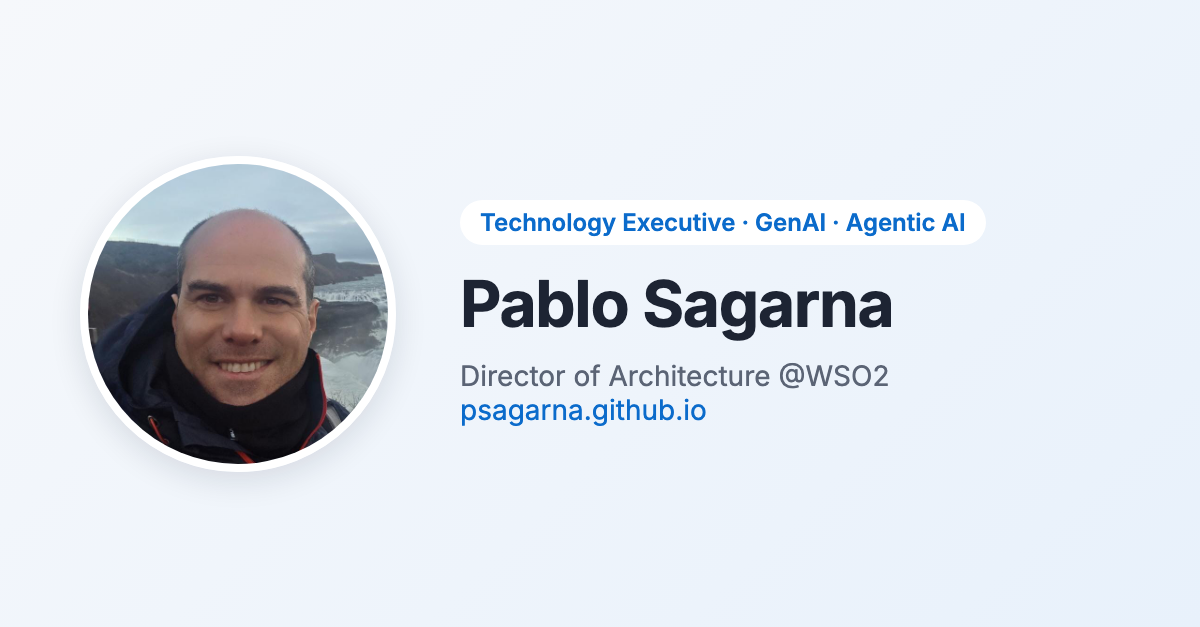 Technology Executive · GenAI · Agentic AI
Pablo Sagarna
Director of Architecture @WSO2
psagarna.github.io